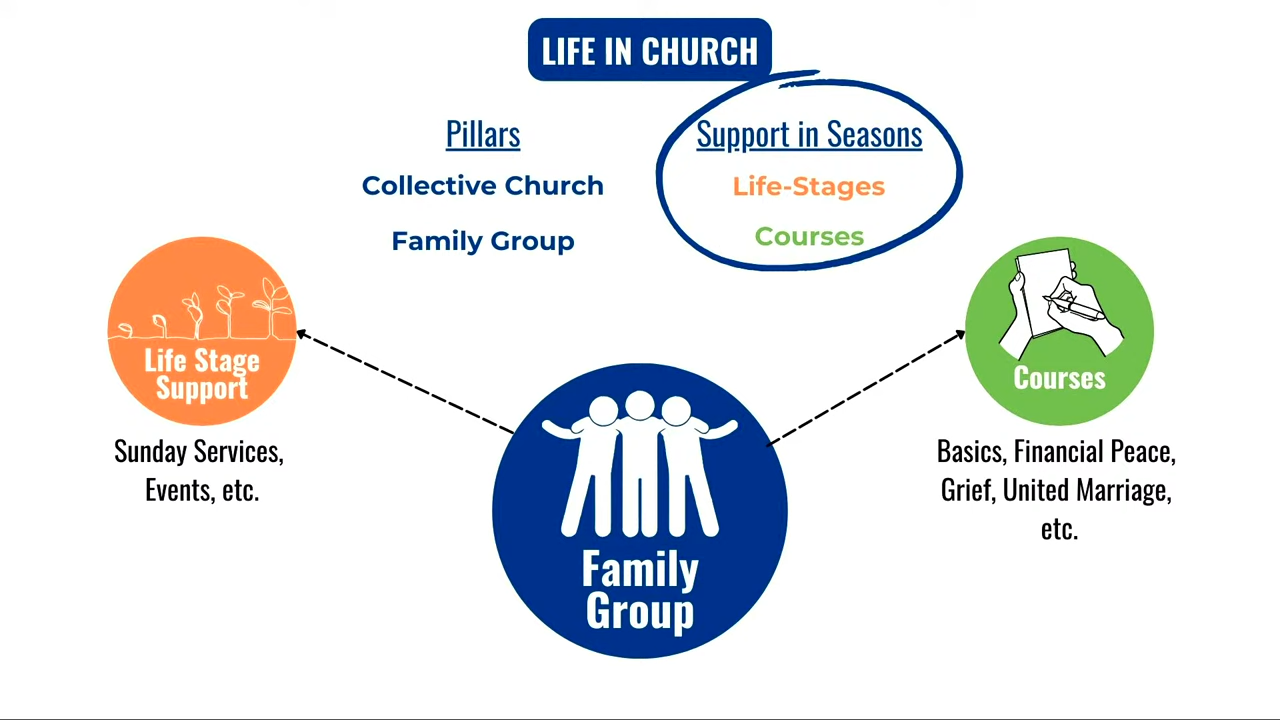 LIFE IN CHURCH
Pillars
Collective Church
Family Group
Support in Seasons
Life-Stages
Courses
Life Stage
Support
Sunday Services,
Events, etc.
Family
Group
Courses
Basics, Financial Peace,
Grief, United Marriage,
etc.